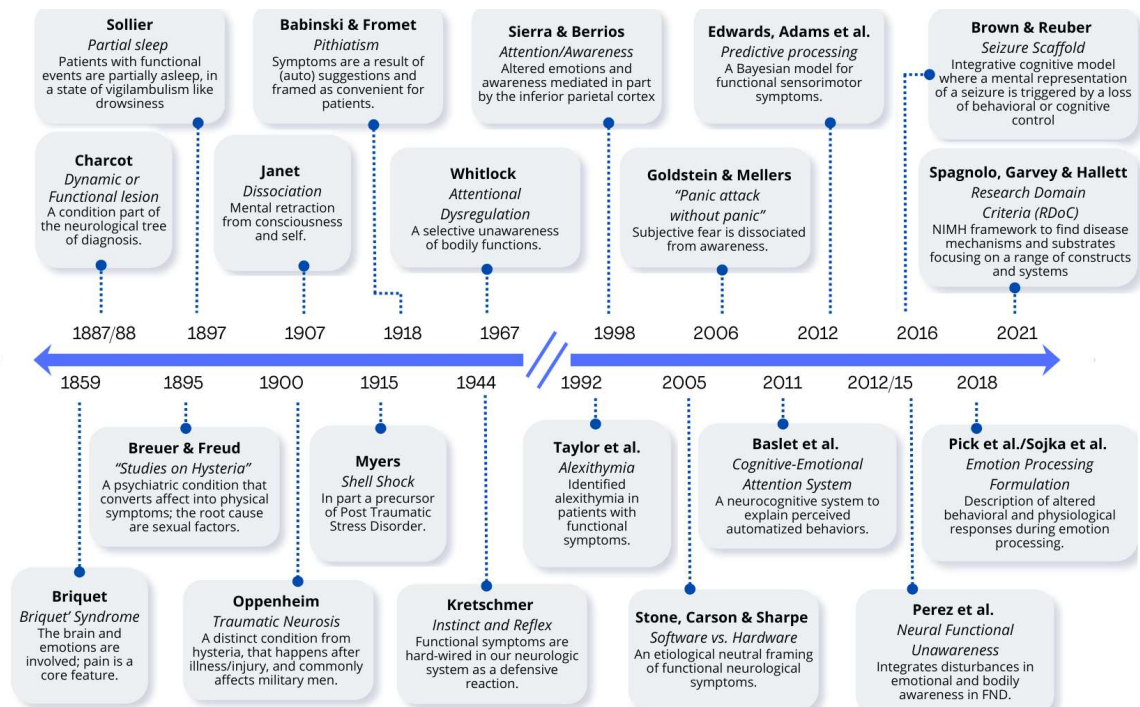 Sollier
Partial sleep
Patients with functional
events are partially asleep, in
a state of vigilambulism like
drowsiness
Babinski & Fromet
Pithiatism
Symptoms are a result of
(auto) suggestions and
framed as convenient for
patients.
Sierra & Berrios
Attention/Awareness
Altered emotions and
awareness mediated in part
by the inferior parietal cortex
Edwards, Adams et al.
Predictive processing
A Bayesian model for
functional sensorimotor
symptoms.
Brown & Reuber
Seizure Scaffold
Integrative cognitive model
where a mental representation
of a seizure is triggered by a loss
of behavioral or cognitive
control
Charcot
Dynamic or
Functional lesion
A condition part of
the neurological tree
of diagnosis.
Janet
Dissociation
Mental retraction
from consciousness
and self.
Whitlock
Attentional
Dysregulation
A selective unawareness
of bodily functions.
Goldstein & Mellers
“Panic attack
without panic”
Subjective fear is dissociated
from awareness.
Spagnolo, Garvey & Hallett
Research Domain
Criteria (RDoC)
NIMH framework to find disease
mechanisms and substrates
focusing on a range of constructs
and systems
1887/88 1897 1907 1918 1967 1998 2006 2012 2016 2021
1859 1895 1900 1915 1944 1992 2005 2011 2012/15 2018
Breuer & Freud
“Studies on Hysteria”
A psychiatric condition that
converts affect into physical
symptoms; the root cause
are sexual factors.
Myers
Shell Shock
In part a precursor
of Post Traumatic
Stress Disorder.
Taylor et al.
Alexithymia
Identified
alexithymia in
patients with
functional
symptoms.
Baslet et al.
Cognitive-Emotional
Attention System
A neurocognitive system to
explain perceived
automatized behaviors.
Pick et al./Sojka et al.
Emotion Processing
Formulation
Description of altered
behavioral and physiological
responses during emotion
processing.
Briquet
Briquet’ Syndrome
The brain and
emotions are
involved; pain is a
core feature.
Oppenheim
Traumatic Neurosis
A distinct condition from
hysteria, that happens after
illness/injury, and commonly
affects military men.
Kretschmer
Instinct and Reflex
Functional symptoms are
hard-wired in our neurologic
system as a defensive
reaction.
Stone, Carson & Sharpe
Software vs. Hardware
An etiological neutral framing
of functional neurological
symptoms.
Perez et al.
Neural Functional
Unawareness
Integrates disturbances in
emotional and bodily
awareness in FND.